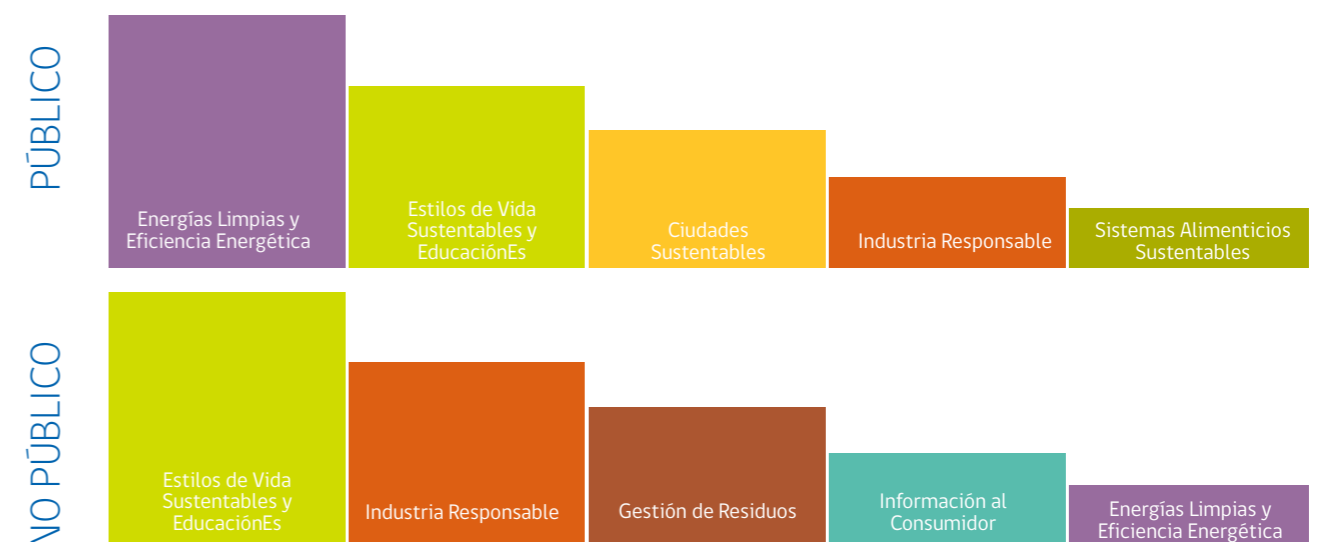 PÚBLICO
Energías Limpias y
Eficiencia Energética
Estilos de Vida
Sustentables y
EducaciónEs
Ciudades
Sustentables
Industria Responsable
Sistemas Alimenticios
Sustentables
NO PÚBLICO
Estilos de Vida
Sustentables y
EducaciónEs
Industria Responsable
Gestión de Residuos
Información al
Consumidor
Energías Limpias y
Eficiencia Energética